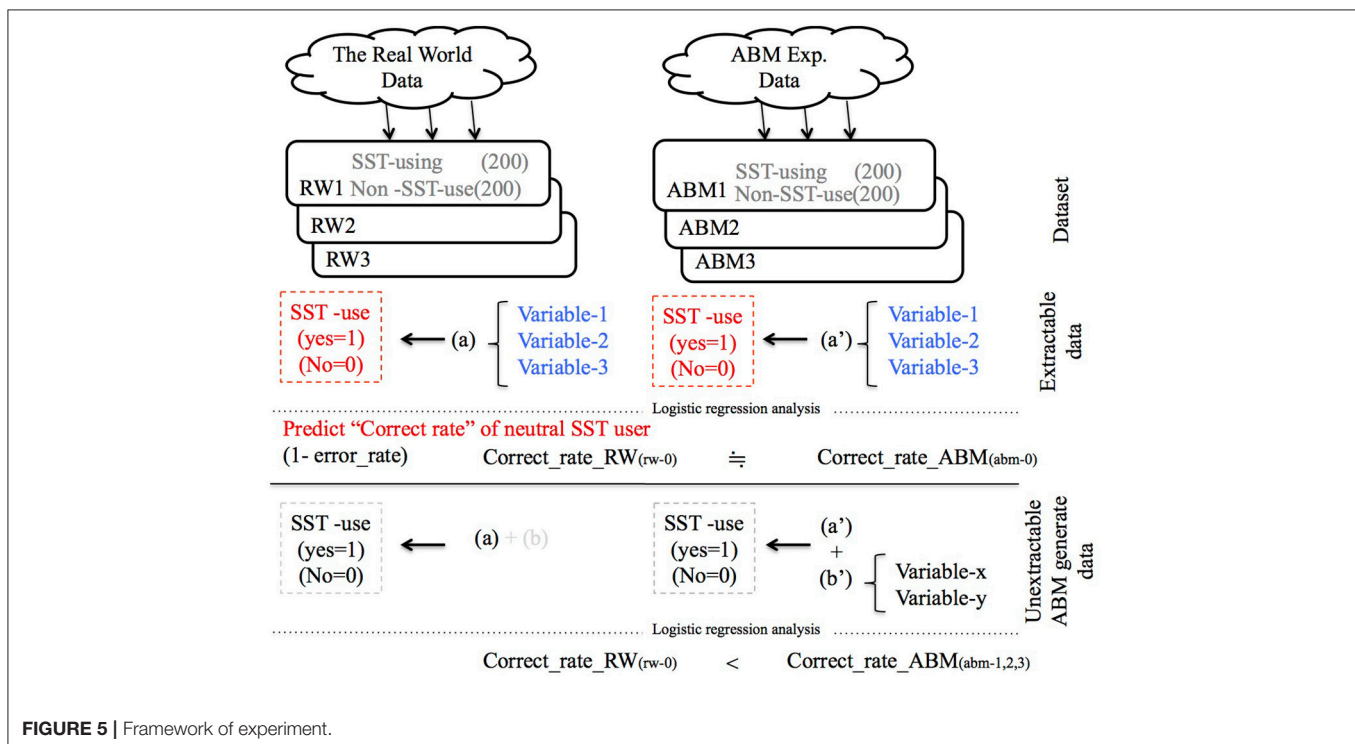 The Real World
Data
ABM Exp.
Data
SST-using (200)
RW1 Non -SST-use(200)
RW2
RW3
SST-using (200)
ABM1 Non-SST-use(200)
ABM2
ABM3
Dataset
SST -use
(yes=1)
(No=0)
(a)
Variable-1
Variable-2
Variable-3
SST -use
(yes=1)
(No=0)
(a’)
Variable-1
Variable-2
Variable-3
Extractable
data
Logistic regression analysis
Predict “Correct rate” of neutral SST user
(1- error_rate) Correct_rate_RW(rw-0) ≒ Correct_rate_ABM(abm-0)
SST -use
(yes=1)
(No=0)
(a) + (b)
SST -use
(yes=1)
(No=0)
(a’)
+
(b’)
Variable-x
Variable-y
Unextractable
ABM generate
data
Logistic regression analysis
Correct_rate_RW(rw-0) < Correct_rate_ABM(abm-1,2,3)
FIGURE 5 | Framework of experiment.